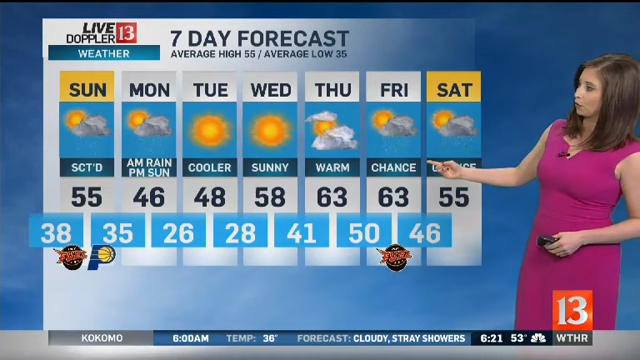 LIVE
DOPPLER 13
WEATHER
7 DAY FORECAST
AVERAGE HIGH 55 / AVERAGE LOW 35
SUN MON TUE WED THU FRI SAT
SCT'D AM RAIN PM SUN COOLER SUNNY WARM CHANCE
55 46 48 58 63 63 55
38 35 26 28 41 50 46
13
KOKOMO 6:00AM TEMP: 36° FORECAST: CLOUDY, STRAY SHOWERS 6:21 53° WTHR